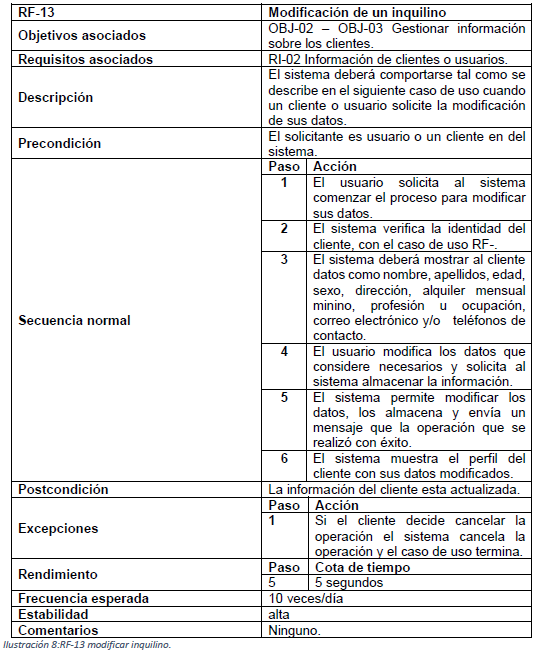 RF-13 Modificación de un inquilino
Objetivos asociados OBJ-02 – OBJ-03 Gestionar información
sobre los clientes.
Requisitos asociados RI-02 Información de clientes o usuarios.
Descripción El sistema deberá comportarse tal como se
describe en el siguiente caso de uso cuando
un cliente o usuario solicite la modificación
de sus datos.
Precondición El solicitante es usuario o un cliente en del
sistema.
Secuencia normal
Paso Acción
1 El usuario solicita al sistema
comenzar el proceso para modificar
sus datos.
2 El sistema verifica la identidad del
cliente, con el caso de uso RF-.
3 El sistema deberá mostrar al cliente
datos como nombre, apellidos, edad,
sexo, dirección, alquiler mensual
minino, profesión u ocupación,
correo electrónico y/o teléfonos de
contacto.
4 El usuario modifica los datos que
considere necesarios y solicita al
sistema almacenar la información.
5 El sistema permite modificar los
datos, los almacena y envía un
mensaje que la operación que se
realizó con éxito.
6 El sistema muestra el perfil del
cliente con sus datos modificados.
Postcondición La información del cliente esta actualizada.
Excepciones
Paso Acción
1 Si el cliente decide cancelar la
operación el sistema cancela la
operación y el caso de uso termina.
Rendimiento
Paso Cota de tiempo
5 5 segundos
Frecuencia esperada 10 veces/día
Estabilidad alta
Comentarios Ninguno.
Ilustración 8:RF-13 modificar inquilino.